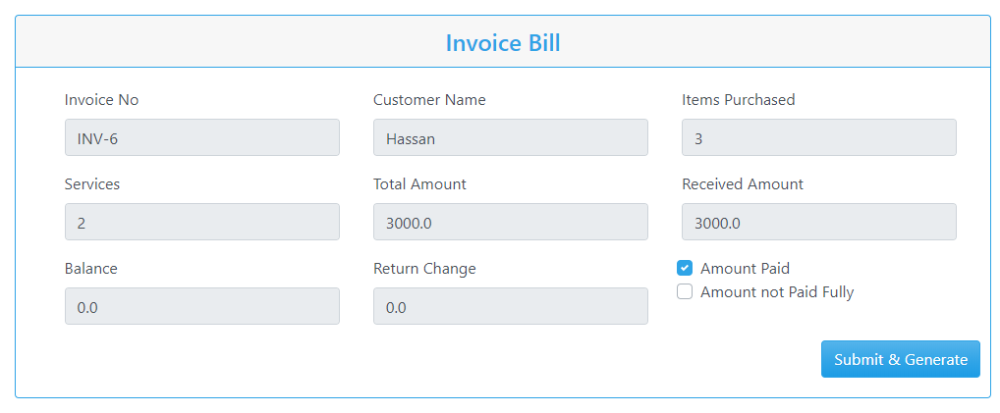 Invoice Bill
Invoice No Customer Name Items Purchased
INV-6 Hassan 3
Services Total Amount Received Amount
2 3000.0 3000.0
Balance Return Change Amount Paid
Amount not Paid Fully
0.0 0.0
Submit & Generate